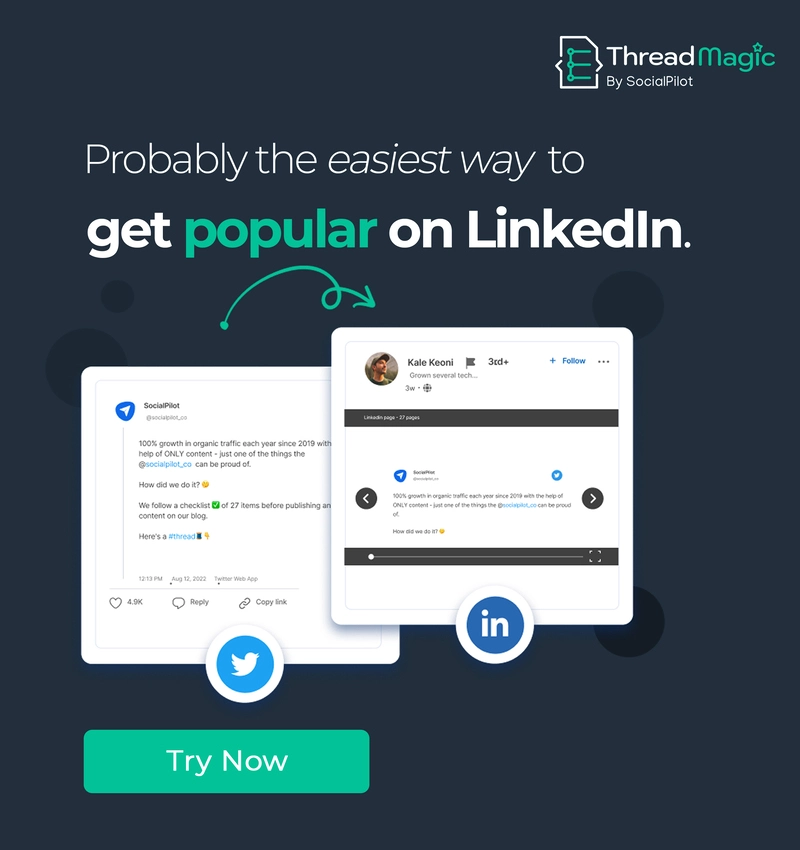 ThreadMagic
By SocialPilot
Probably the easiest way to
get popular on LinkedIn.
SocialPilot
@socialpilot_co
100% growth in organic traffic each year since 2019 with
help of ONLY content - just one of the things the
@socialpilot_co can be proud of.
How did we do it? 🤔
We follow a checklist ✅ of 27 items before publishing an
content on our blog.
Here's a #thread🧵👇
12:13 PM Aug 12, 2022 Twitter Web App
4.9K Reply Copy link
Kale Keoni 3rd+ + Follow
Grown several tech...
3w •
Linkedin page - 27 pages
SocialPilot
@socialpilot_co
100% growth in organic traffic each year since 2019 with the help of
ONLY content - just one of the things the @socialpilot_co can be proud
of.
How did we do it? 🤔
in
Try Now